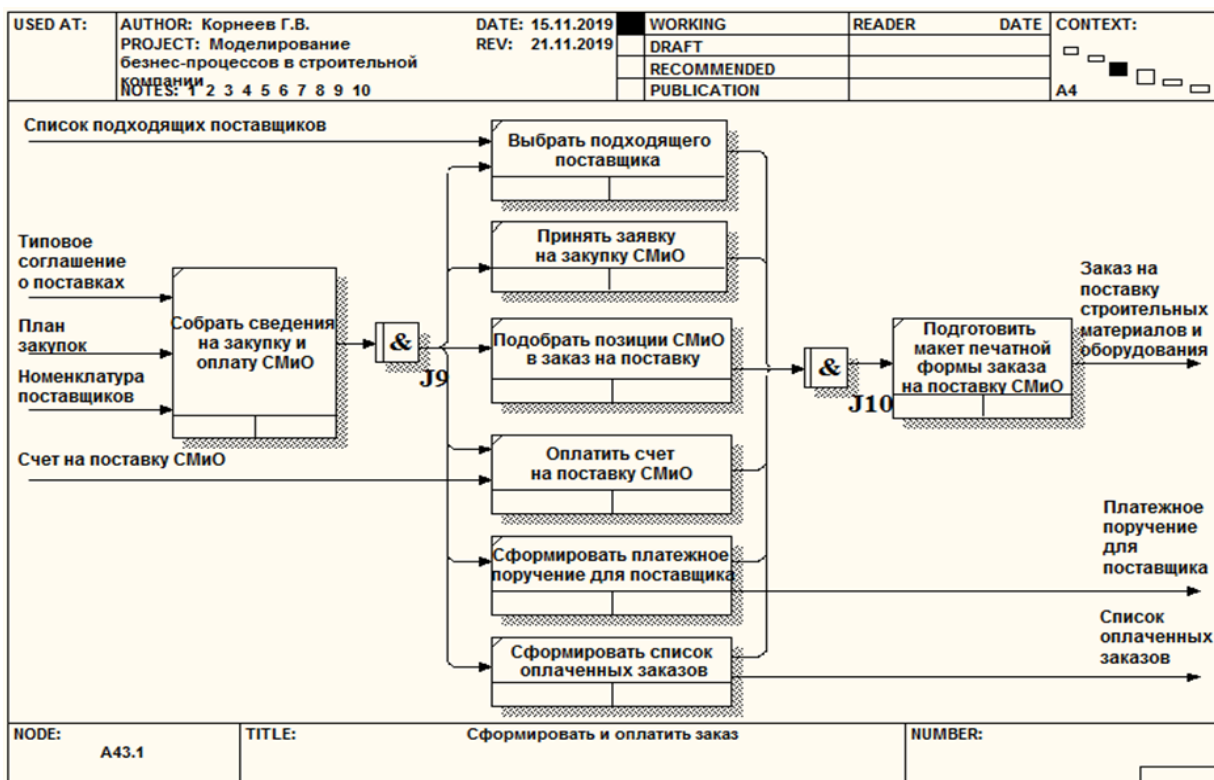 USED AT:
AUTHOR: Корнеев Г.В.
DATE: 15.11.2019
PROJECT: Моделирование
REV: 21.11.2019
безнес-процессов в строительной
компании
NOTES: 1 2 3 4 5 6 7 8 9 10
WORKING
DRAFT
RECOMMENDED
PUBLICATION
READER
DATE
CONTEXT:
A4
Список подходящих поставщиков
Выбрать подходящего
поставщика
Типовое
соглашение
о поставках
План
закупок
Номенклатура
поставщиков
Собрать сведения
на закупку и
оплату СМиО
&
J9
Принять заявку
на закупку СМиО
Подобрать позиции СМиО
в заказ на поставку
&
J10
Подготовить
макет печатной
формы заказа
на поставку СМиО
Заказ на
поставку
строительных
материалов и
оборудования
Счет на поставку СМиО
Оплатить счет
на поставку СМиО
Сформировать платежное
поручение для поставщика
Платежное
поручение
для
поставщика
Сформировать список
оплаченных заказов
Список
оплаченных
заказов
NODE:
A43.1
TITLE:
Сформировать и оплатить заказ
NUMBER: